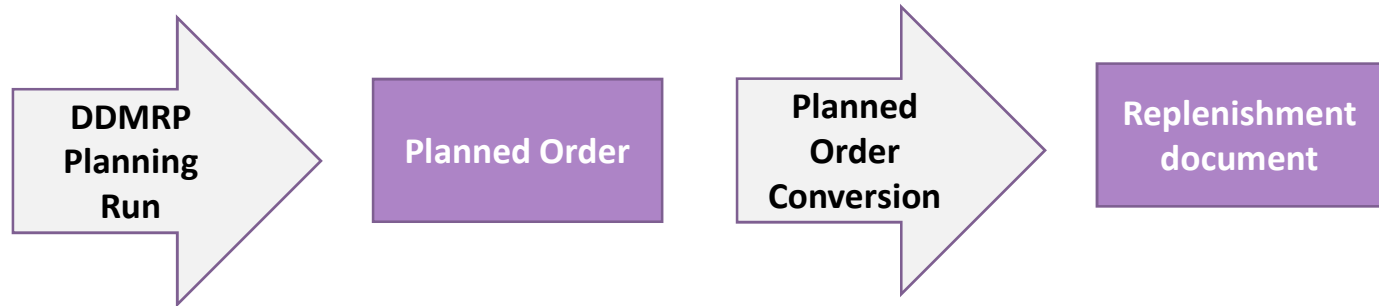 DDMRP
Planning
Run
Planned Order
Planned
Order
Conversion
Replenishment
document